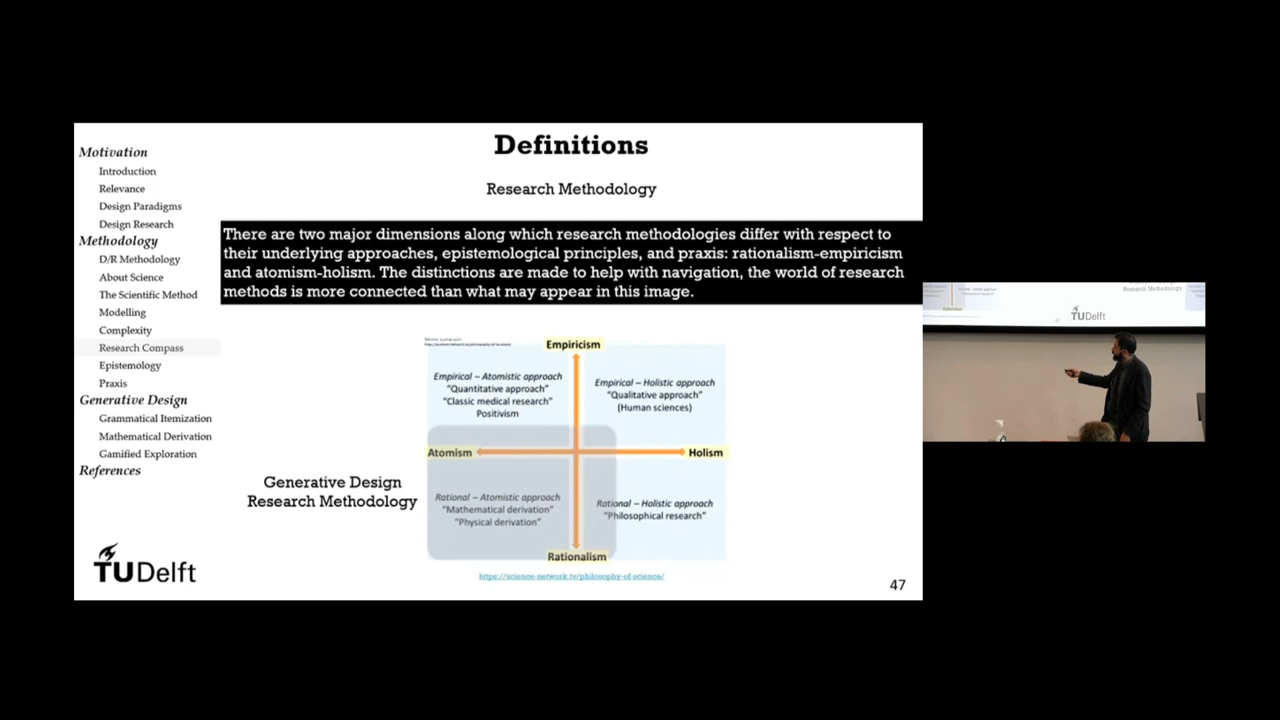 Definitions
Research Methodology
Motivation
Introduction
Relevance
Design Paradigms
Design Research
Methodology
D/R Methodology
About Science
The Scientific Method
Modelling
Complexity
Research Compass
Epistemology
Praxis
Generative Design
Grammatical Itemization
Mathematical Derivation
Gamified Exploration
References
TUDelft
There are two major dimensions along which research methodologies differ with respect to
their underlying approaches, epistemological principles, and praxis: rationalism-empiricism
and atomism-holism. The distinctions are made to help with navigation, the world of research
methods is more connected than what may appear in this image.
Empiricism
Empirical – Atomistic approach
"Quantitative approach"
"Classic medical research"
Positivism
Empirical – Holistic approach
"Qualitative approach"
(Human sciences)
Atomism
Holism
Generative Design
Research Methodology
Rational – Atomistic approach
"Mathematical derivation"
"Physical derivation"
Rational – Holistic approach
"Philosophical research"
Rationalism
https://science-network.tv/philosophy-of-science/
47
Research Methodology
TUDelft